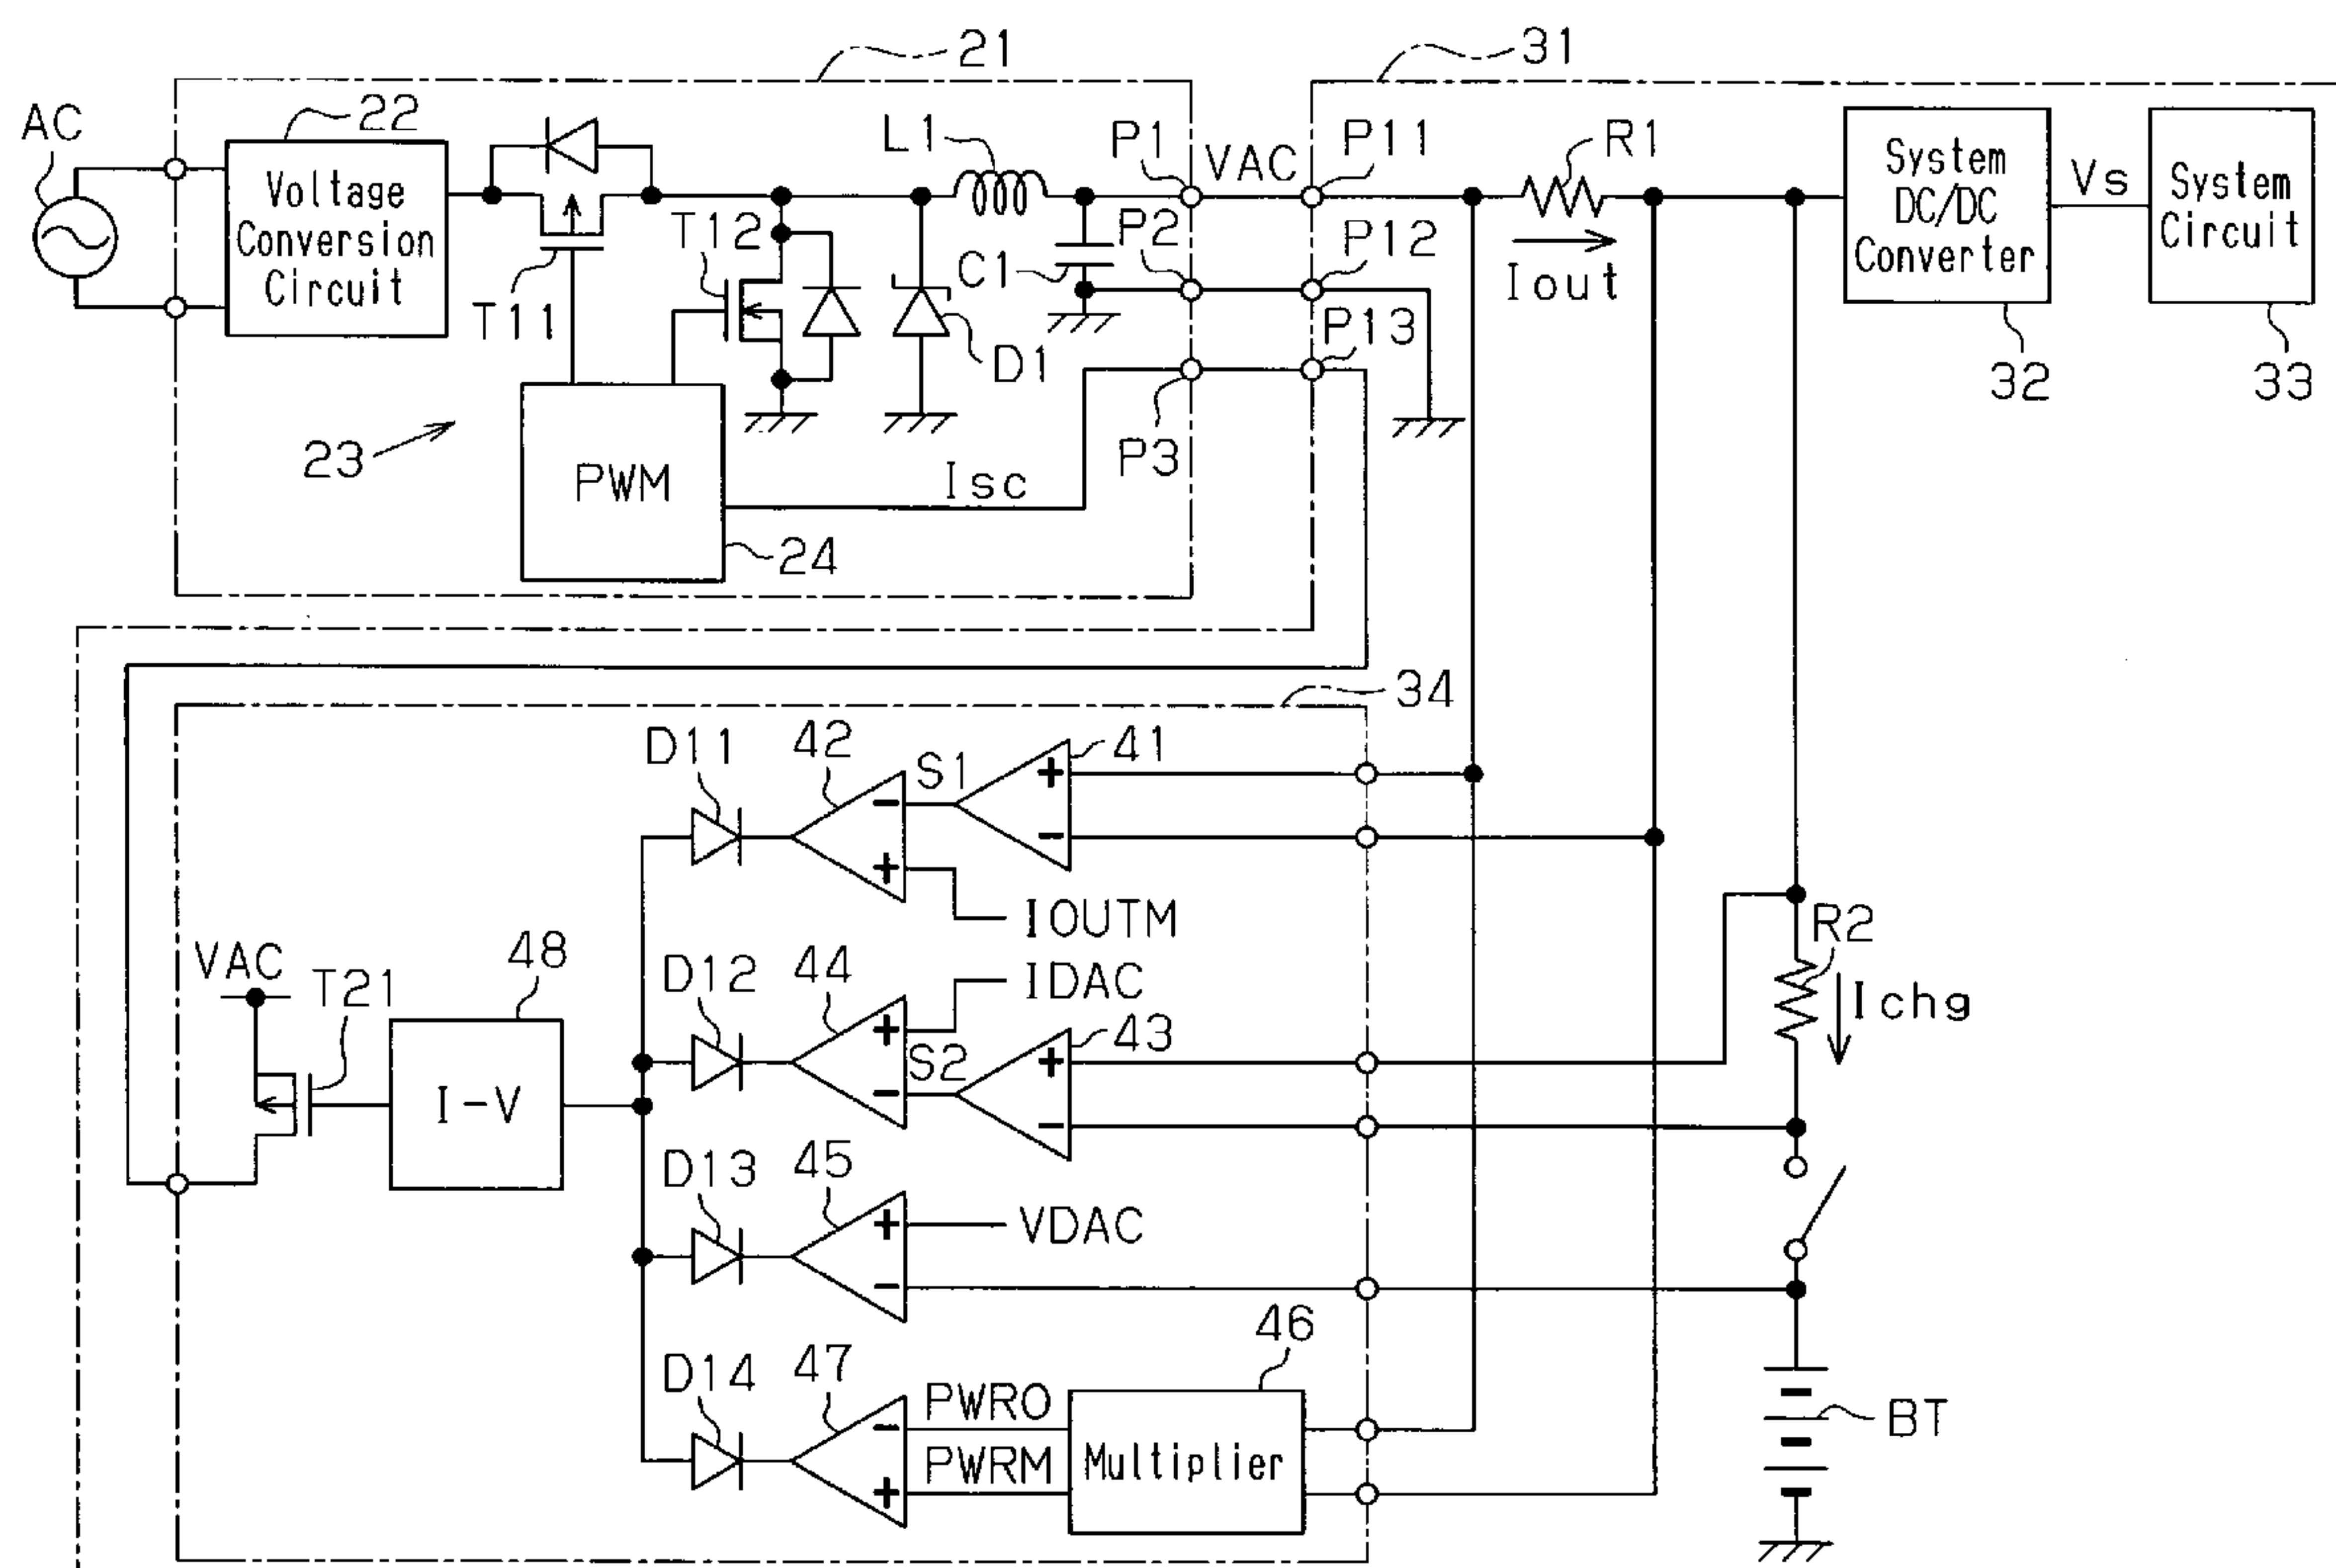 21
31
AC
22
Voltage
Conversion
Circuit
T11
T12
L1
C1
D1
P1
VAC
P11
P2
P12
P13
P3
R1
Iout
System
DC/DC
Converter
Vs
System
Circuit
32
33
23
PWM
Isc
24
34
D11
42
S1
41
+
-
-
+
IOUTM
VAC
T21
48
I-V
D12
44
IDAC
+
S2
43
+
-
-
R2
Ichg
D13
45
+
VDAC
-
46
D14
47
PWRO
-
PWRM
+
Multiplier
BT